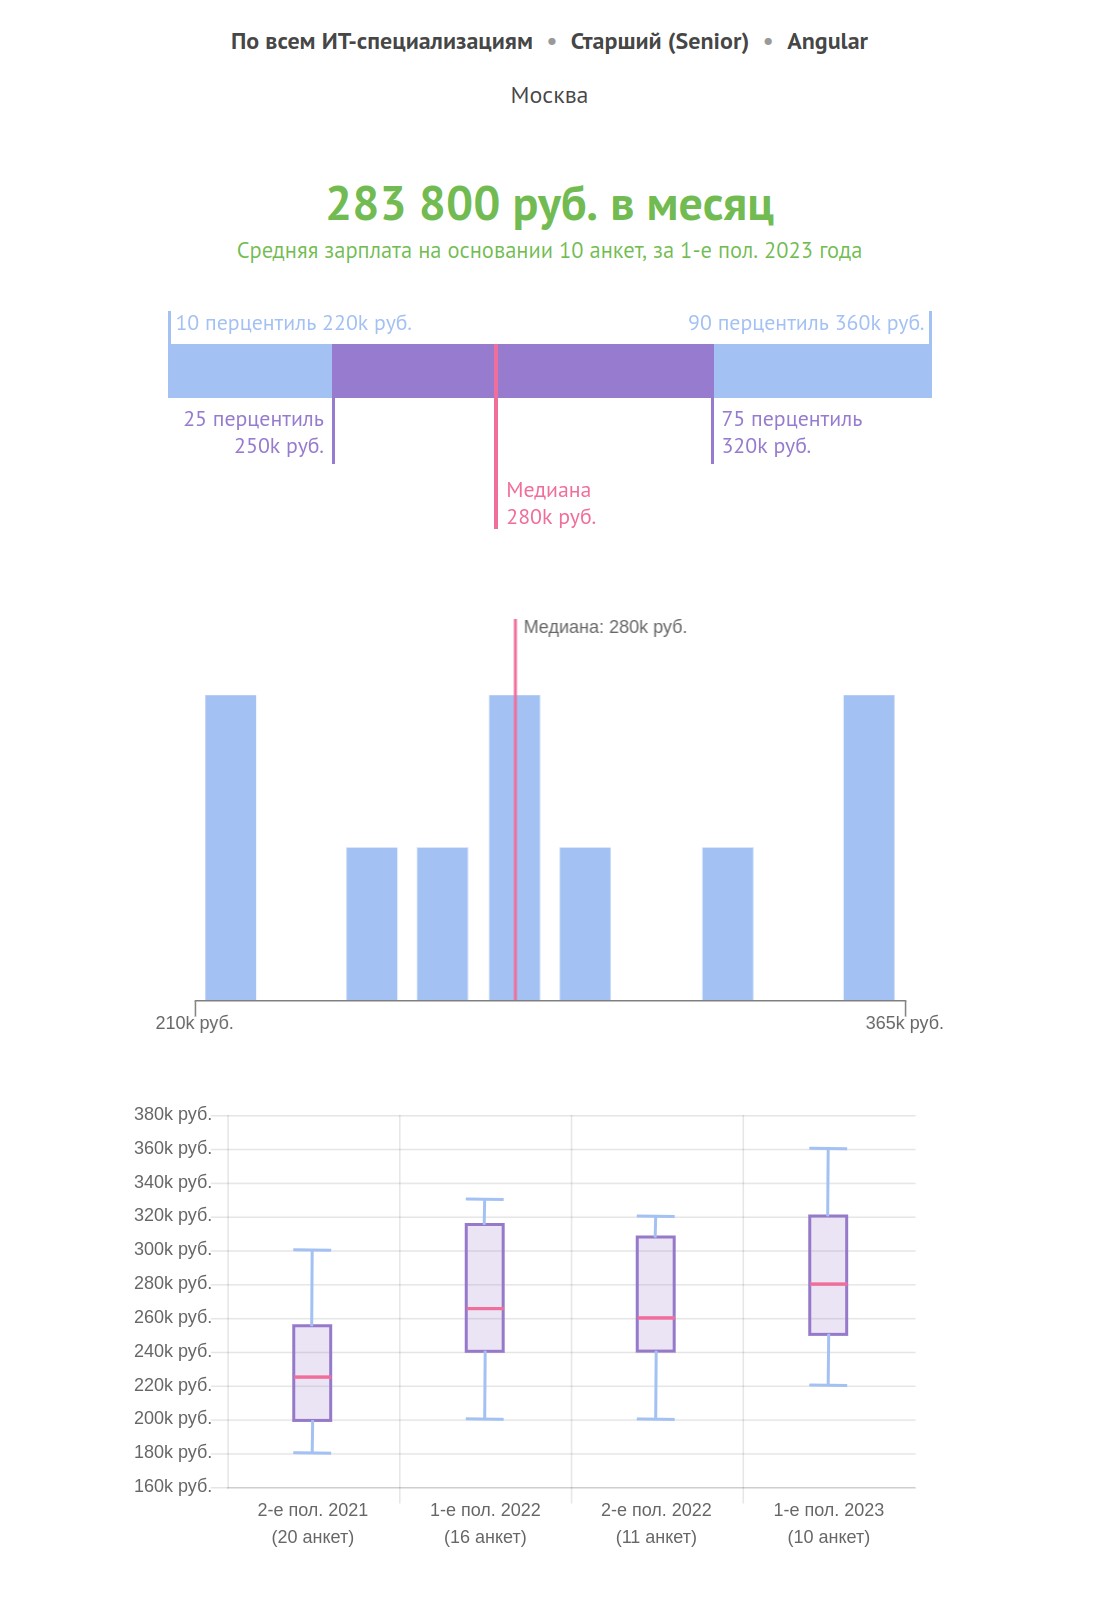 По всем ИТ-специализациям • Старший (Senior) • Angular
Москва
283 800 руб. в месяц
Средняя зарплата на основании 10 анкет, за 1-е пол. 2023 года
10 перцентиль 220k руб.
90 перцентиль 360k руб.
25 перцентиль
250k руб.
75 перцентиль
320k руб.
Медиана
280k руб.
Медиана: 280k руб.
210k руб.
365k руб.
380k руб.
360k руб.
340k руб.
320k руб.
300k руб.
280k руб.
260k руб.
240k руб.
220k руб.
200k руб.
180k руб.
160k руб.
2-е пол. 2021
(20 анкет)
1-е пол. 2022
(16 анкет)
2-е пол. 2022
(11 анкет)
1-е пол. 2023
(10 анкет)